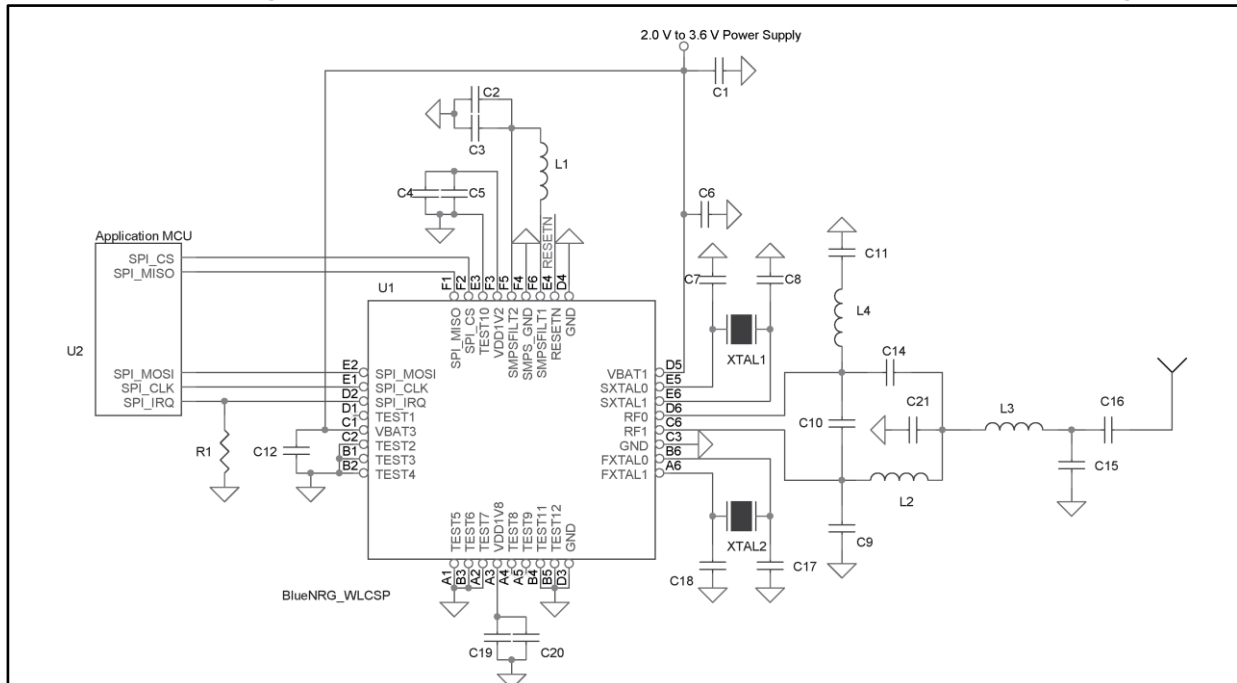 2.0 V to 3.6 V Power Supply
C1
C2
C3
L1
C4 C5
C6
RESETN
Application MCU
SPI_CS
SPI_MISO
U2
SPI_MOSI
SPI_CLK
SPI_IRQ
R1
C12
U1
F1 F2 E3 F3 F5 F4 F6 E4 D4
SPI_MISO
SPI_CS
TEST10
VDD1V2
SMPSFILT2
SMPS_GND
SMPSFILT1
RESETN
GND
E2 SPI_MOSI
E1 SPI_CLK
D2 SPI_IRQ
D1 TEST1
C1 VBAT3
C2 TEST2
B1 TEST3
B2 TEST4
VBAT1 D5
SXTAL0 E5
SXTAL1 E6
RF0 D6
RF1 C6
GND C3
FXTAL0 B6
FXTAL1 A6
TEST5
TEST6
TEST7
VDD1V8
TEST8
TEST9
TEST11
TEST12
GND
A1 B3 A2 A3 A4 A5 B4 B5 D3
BlueNRG_WLCSP
C19 C20
C7 C8
XTAL1
XTAL2
C18 C17
C11
L4
C14
C10 C21
L3
C16
C15
L2
C9